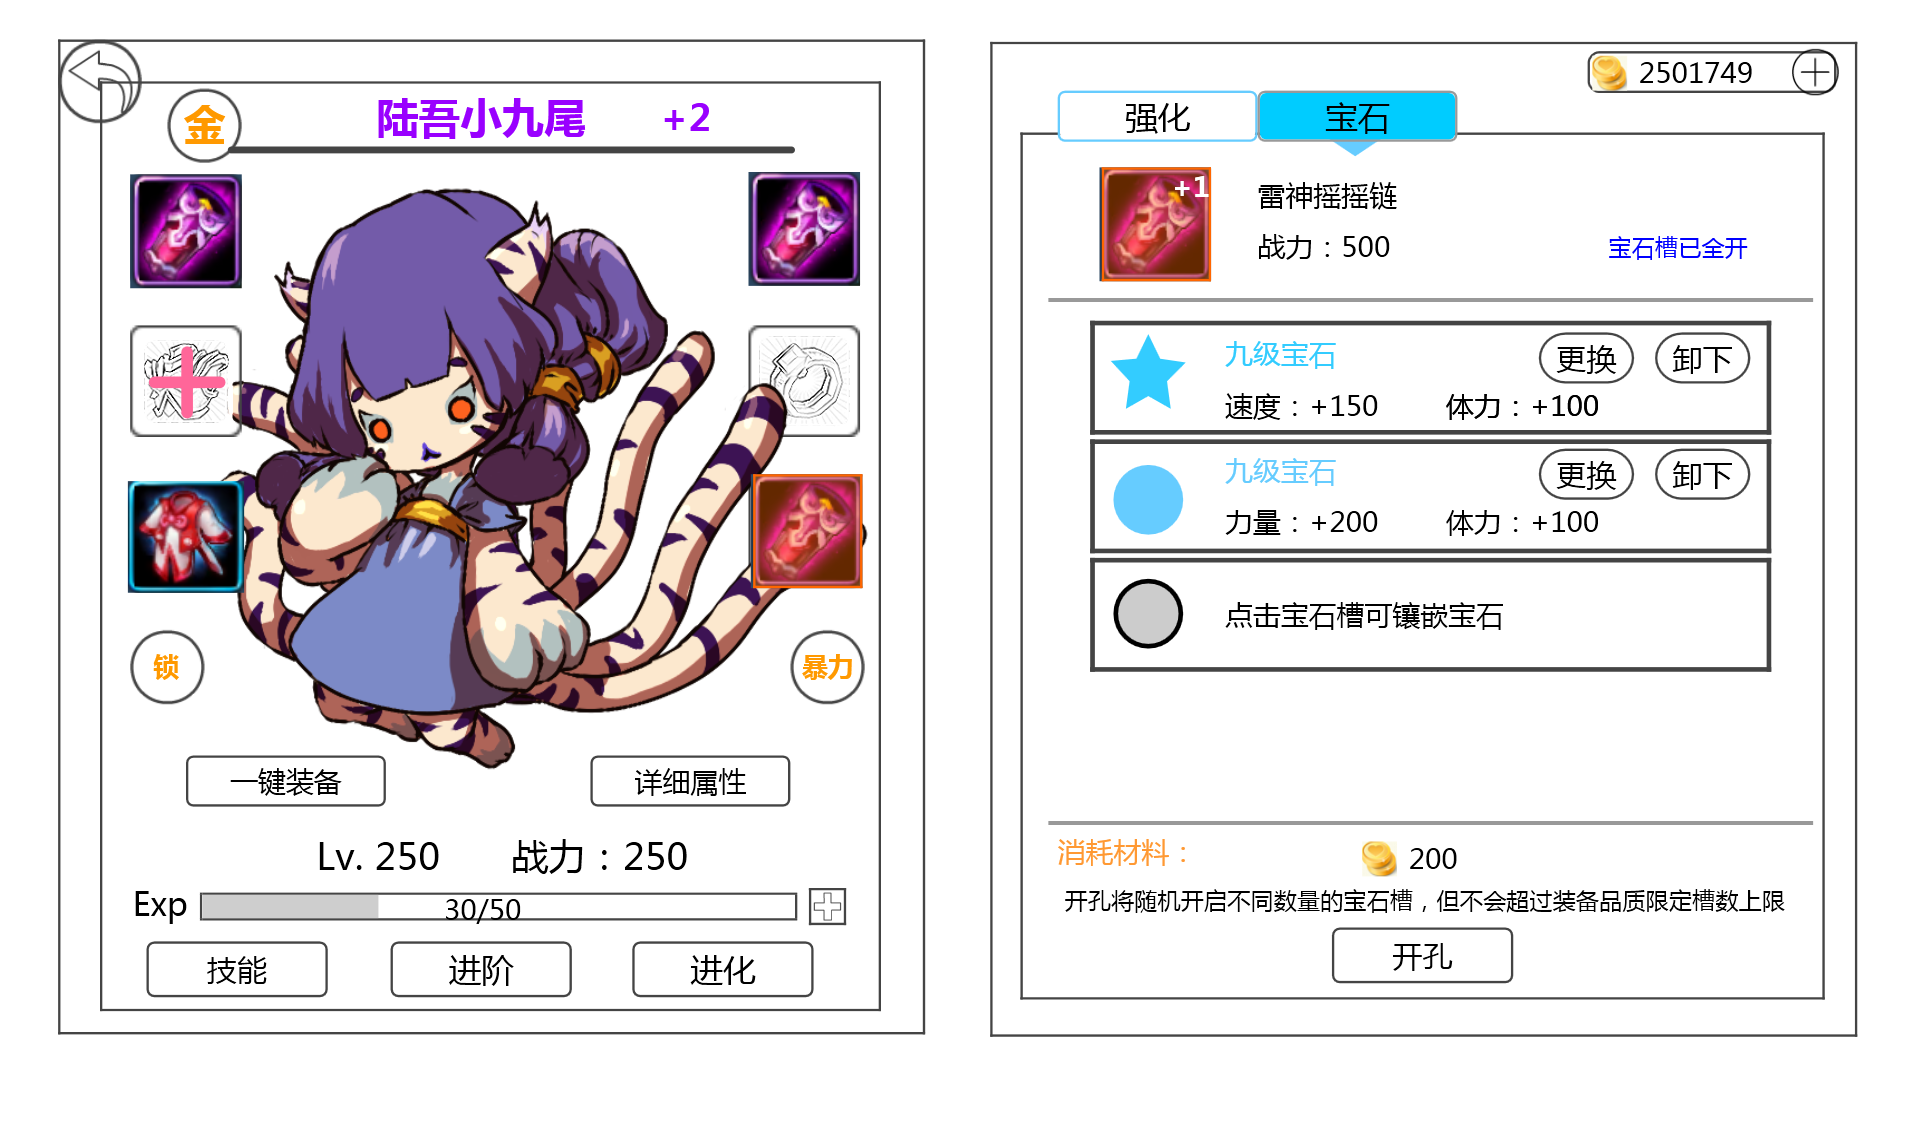 金
陆吾小九尾 +2
锁
暴力
一键装备
详细属性
Lv. 250 战力：250
Exp 30/50
技能
进阶
进化
2501749
强化
宝石
+1
雷神摇摇链
战力：500
宝石槽已全开
九级宝石
更换
卸下
速度：+150 体力：+100
九级宝石
更换
卸下
力量：+200 体力：+100
点击宝石槽可镶嵌宝石
消耗材料： 200
开孔将随机开启不同数量的宝石槽，但不会超过装备品质限定槽数上限
开孔